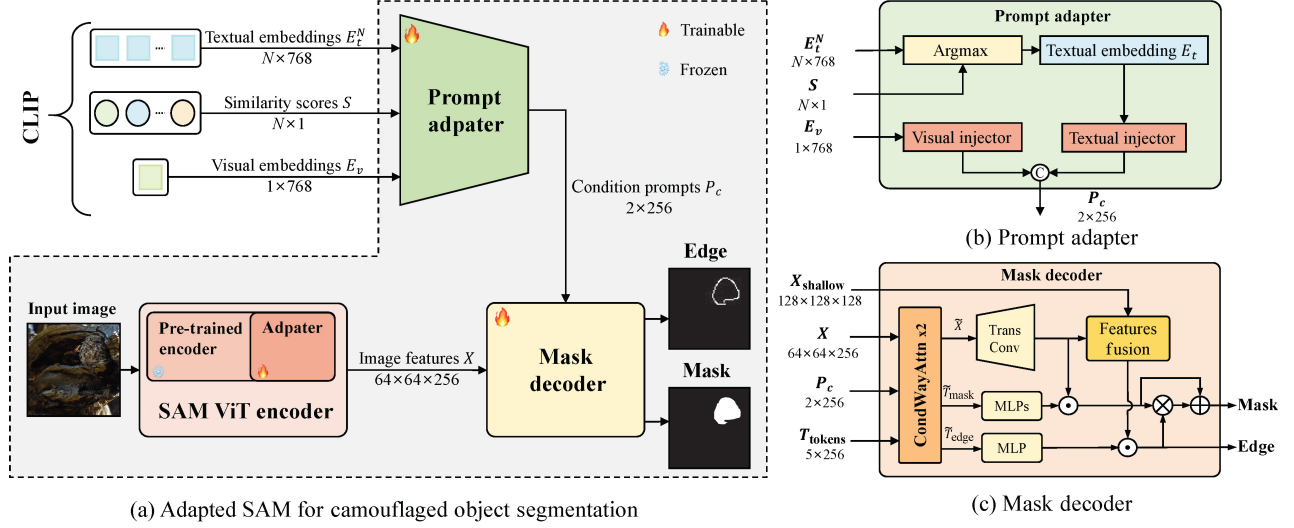 CLIP
Textual embeddings E_t^N
N×768
Similarity scores S
N×1
Visual embeddings E_v
1×768
Prompt
adpater
Trainable
Frozen
Condition prompts P_c
2×256
Input image
Pre-trained
encoder
Adpater
SAM ViT encoder
Image features X
64×64×256
Mask
decoder
Edge
Mask
(a) Adapted SAM for camouflaged object segmentation
Prompt adapter
E_t^N
N×768
S
N×1
E_v
1×768
Argmax
Textual embedding E_t
Visual injector
Textual injector
C
P_c
2×256
(b) Prompt adapter
Mask decoder
X_shallow
128×128×128
X
64×64×256
P_c
2×256
T_tokens
5×256
CondWayAttn x2
X̃
Trans
Conv
Features
fusion
T̃_mask
MLPs
T̃_edge
MLP
Mask
Edge
(c) Mask decoder